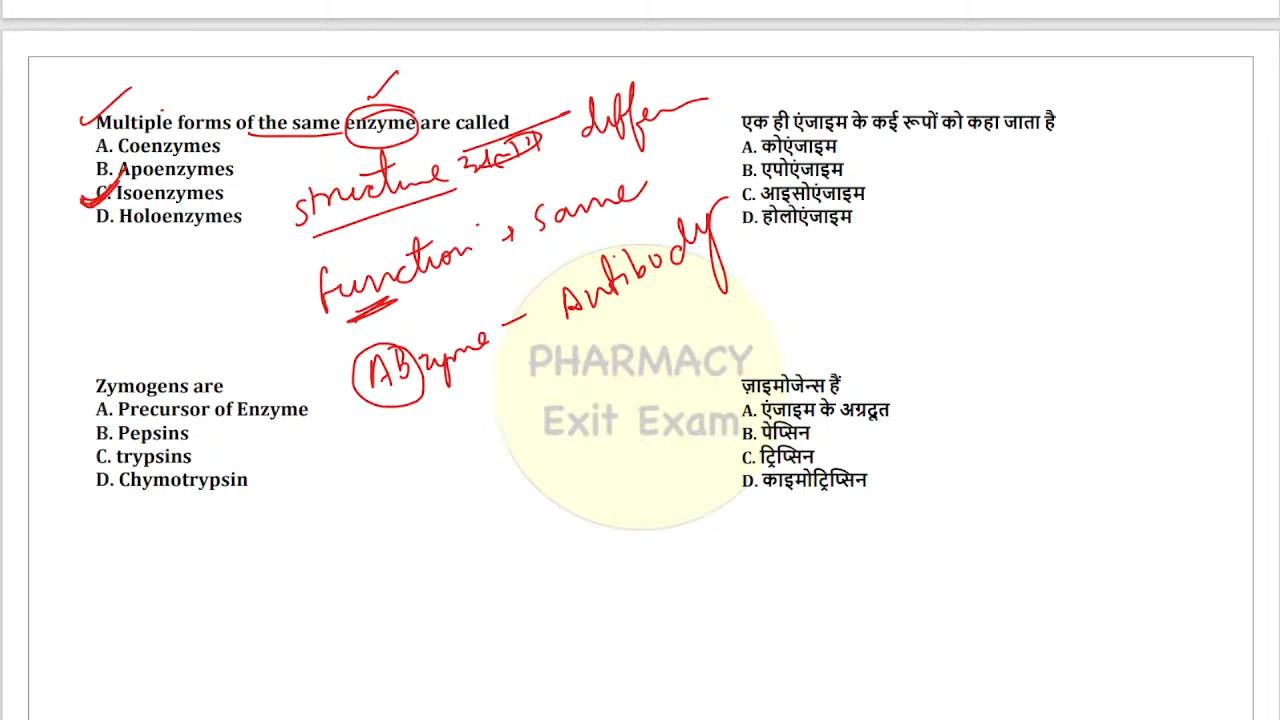 Multiple forms of the same enzyme are called
A. Coenzymes
B. Apoenzymes
C. Isoenzymes
D. Holoenzymes
एक ही एंजाइम के कई रूपों को कहा जाता है
A. कोएंजाइम
B. एपोएंजाइम
C. आइसोएंजाइम
D. होलोएंजाइम
structure differ
function, same
ABzyme - Antibody
PHARMACY
Exit Exam
Zymogens are
A. Precursor of Enzyme
B. Pepsins
C. trypsins
D. Chymotrypsin
ज़ाइमोजेन्स हैं
A. एंजाइम के अग्रदूत
B. पेप्सिन
C. ट्रिप्सिन
D. काइमोट्रिप्सिन